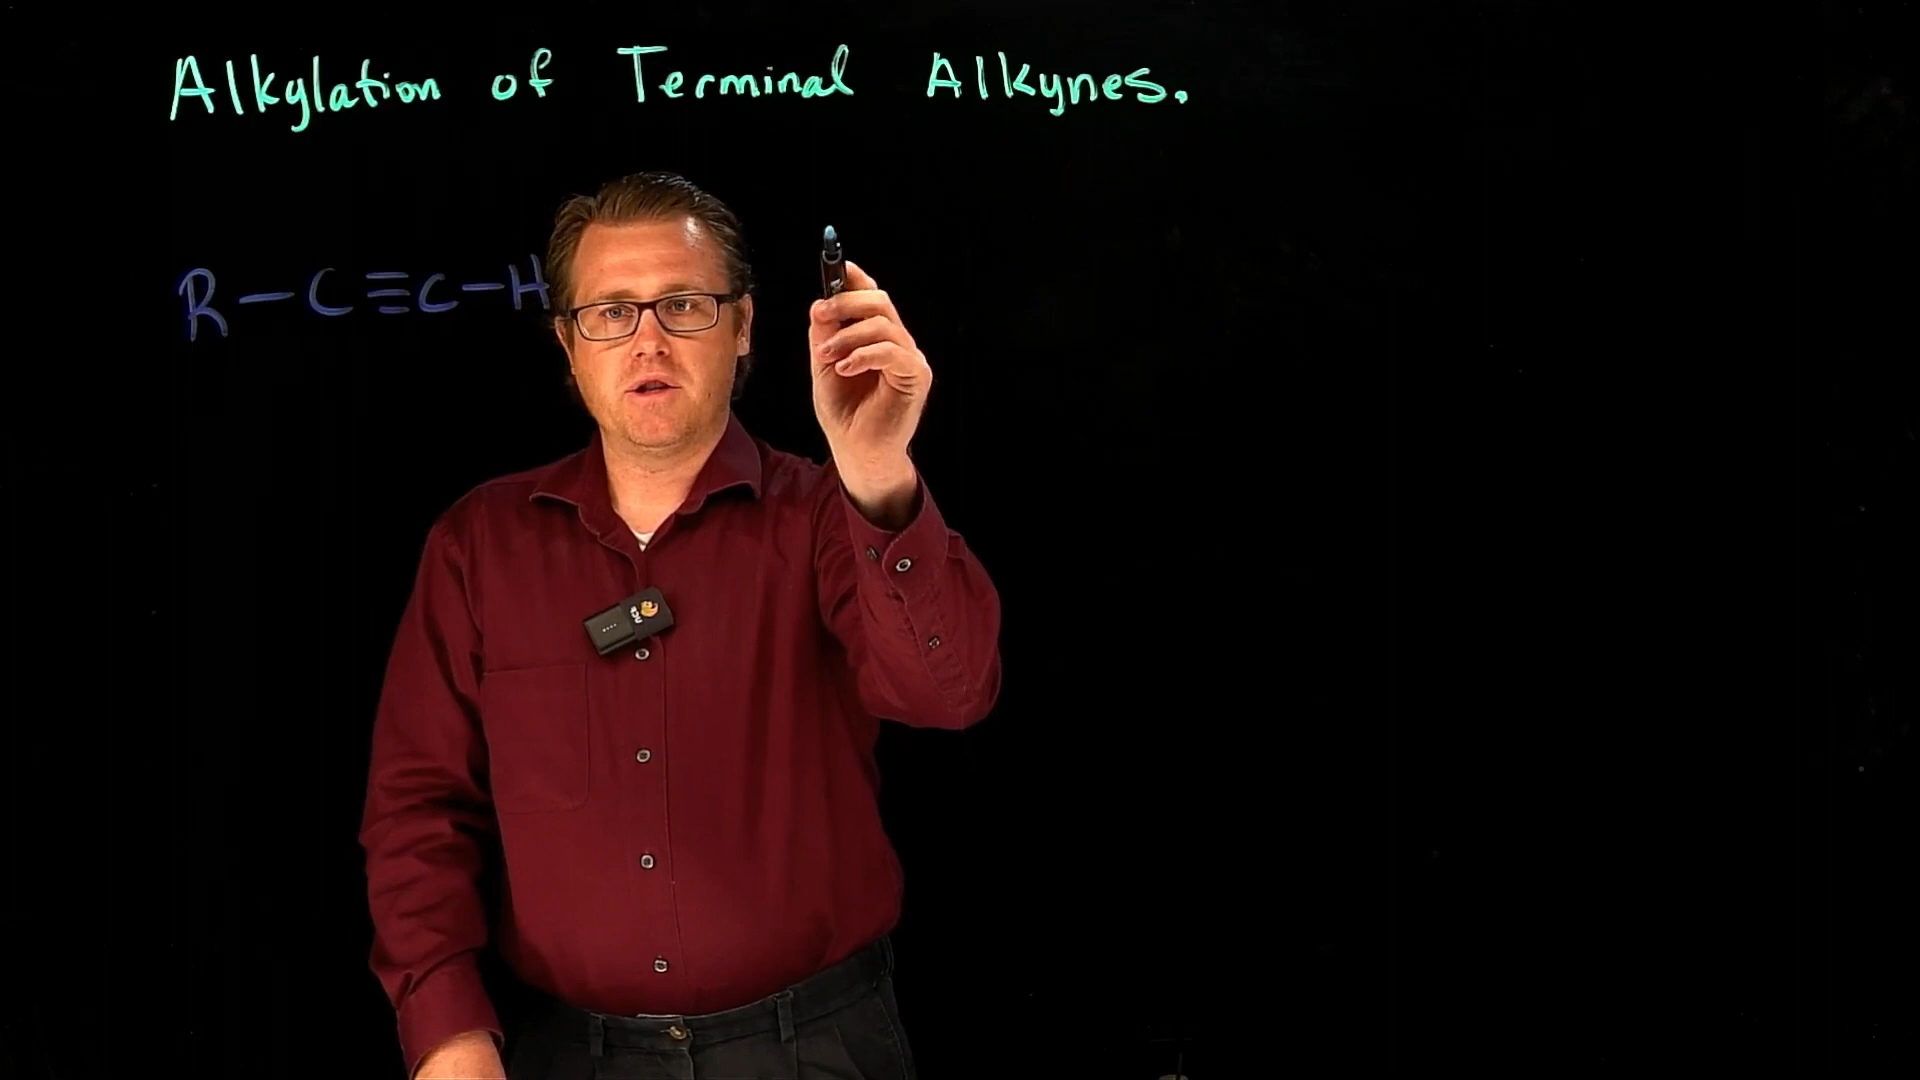 Alkylation of Terminal Alkynes.
R－C≡C－H